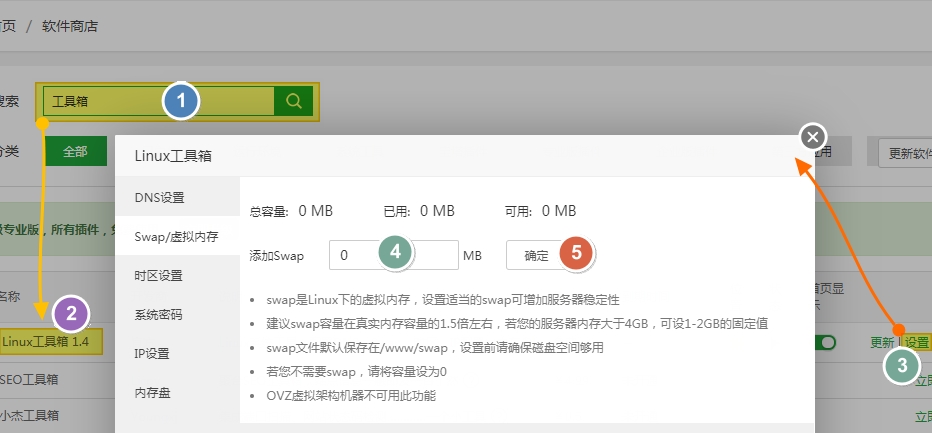 首页 / 软件商店
搜索
工具箱
1
分类
全部
应用
更新软件
Linux工具箱
DNS设置
总容量: 0 MB 已用: 0 MB 可用: 0 MB
Swap/虚拟内存
添加Swap 0 4 MB 确定 5
时区设置
系统密码
IP设置
内存盘
swap是Linux下的虚拟内存，设置适当的swap可增加服务器稳定性
建议swap容量在真实内存容量的1.5倍左右，若您的服务器内存大于4GB，可设1-2GB的固定值
swap文件默认保存在/www/swap，设置前请确保磁盘空间够用
若您不需要swap，请将容量设为0
OVZ虚拟架构机器不可用此功能
专业版，所有插件，
名称
首页显示
2
Linux工具箱 1.4
更新 | 设置
3
SEO工具箱
立即
小杰工具箱
立即